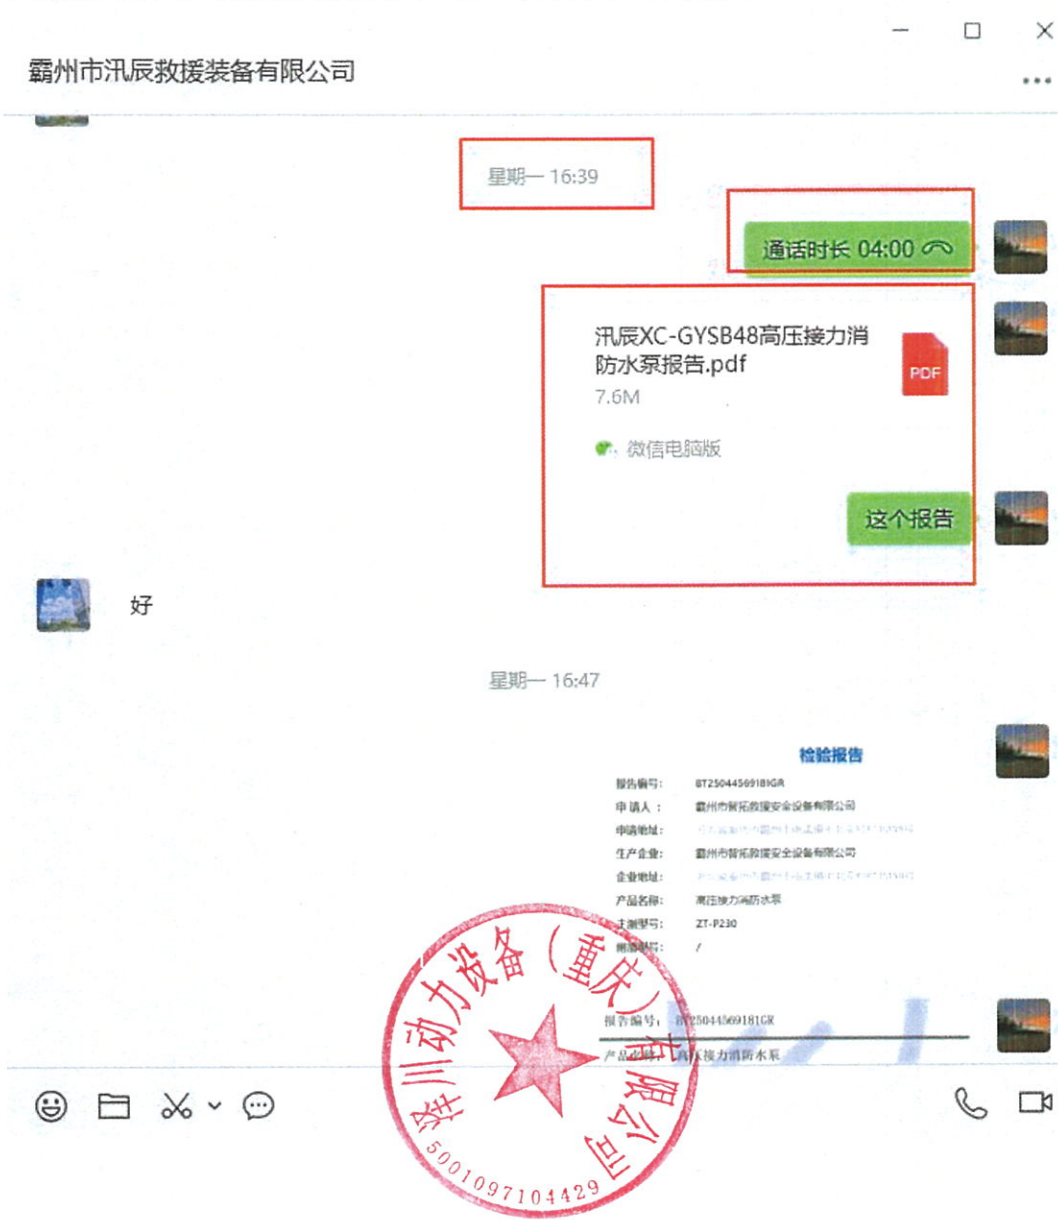 霸州市汛辰救援装备有限公司
星期一 16:39
通话时长 04:00
汛辰XC-GYSB48高压接力消
防水泵报告.pdf
7.6M
PDF
微信电脑版
这个报告
好
星期一 16:47
检验报告
报告编号: BT25044569181GR
申 请 人 : 霸州市智拓救援安全设备有限公司
申请地址:
生产企业: 霸州市智拓救援安全设备有限公司
企业地址:
产品名称: 高压接力消防水泵
主测型号: ZT-P230
/
报告编号: BT25044569181GR
产品名称: 高压接力消防水泵
川动力设备(重庆)有限公司
5001097104429